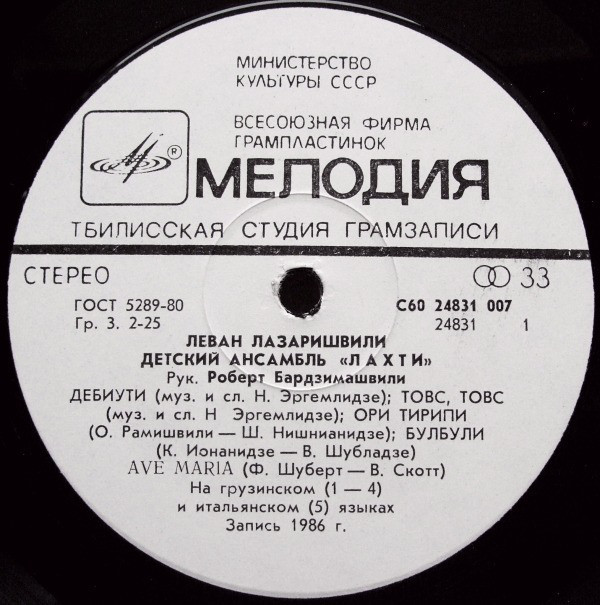 МИНИСТЕРСТВО
КУЛЬТУРЫ СССР
ВСЕСОЮЗНАЯ ФИРМА
ГРАМПЛАСТИНОК
®
МЕЛОДИЯ
ТБИЛИССКАЯ СТУДИЯ ГРАМЗАПИСИ
СТЕРЕО 33
ГОСТ 5289-80 С60 24831 007
Гр. 3. 2-25 24831 1
ЛЕВАН ЛАЗАРИШВИЛИ
ДЕТСКИЙ АНСАМБЛЬ «ЛАХТИ»
Рук. Роберт Бардзимашвили
ДЕБИУТИ (муз. и сл. Н. Эргемлидзе); ТОВС, ТОВС
(муз. и сл. Н Эргемлидзе); ОРИ ТИРИПИ
(О. Рамишвили — Ш. Нишнианидзе); БУЛБУЛИ
(К. Ионанидзе — В. Шубладзе)
AVE MARIA (Ф. Шуберт — В. Скотт)
На грузинском (1 — 4)
и итальянском (5) языках
Запись 1986 г.